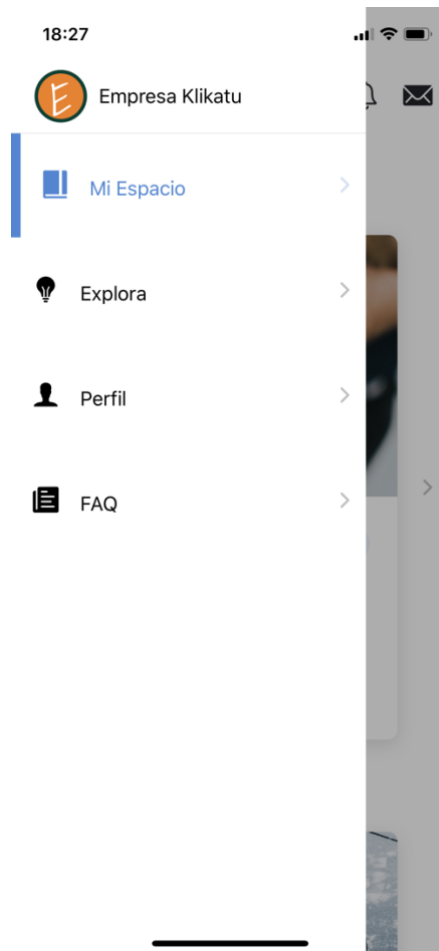 18:27
E
Empresa Klikatu
Mi Espacio
Explora
Perfil
FAQ